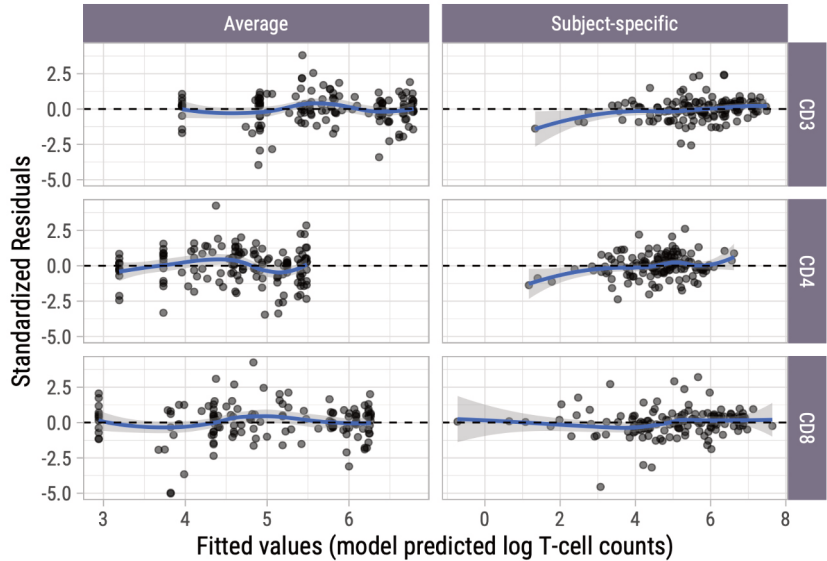 Average
Subject-specific
2.5
0.0
-2.5
-5.0
CD3
2.5
0.0
-2.5
-5.0
CD4
2.5
0.0
-2.5
-5.0
CD8
Standardized Residuals
3 4 5 6
0 2 4 6 8
Fitted values (model predicted log T-cell counts)